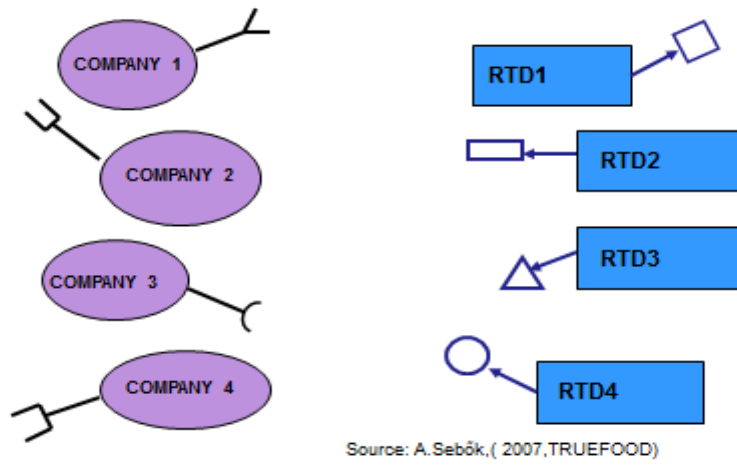 COMPANY 1
RTD1
COMPANY 2
RTD2
COMPANY 3
RTD3
COMPANY 4
RTD4
Source: A.Sebők,( 2007,TRUEFOOD)